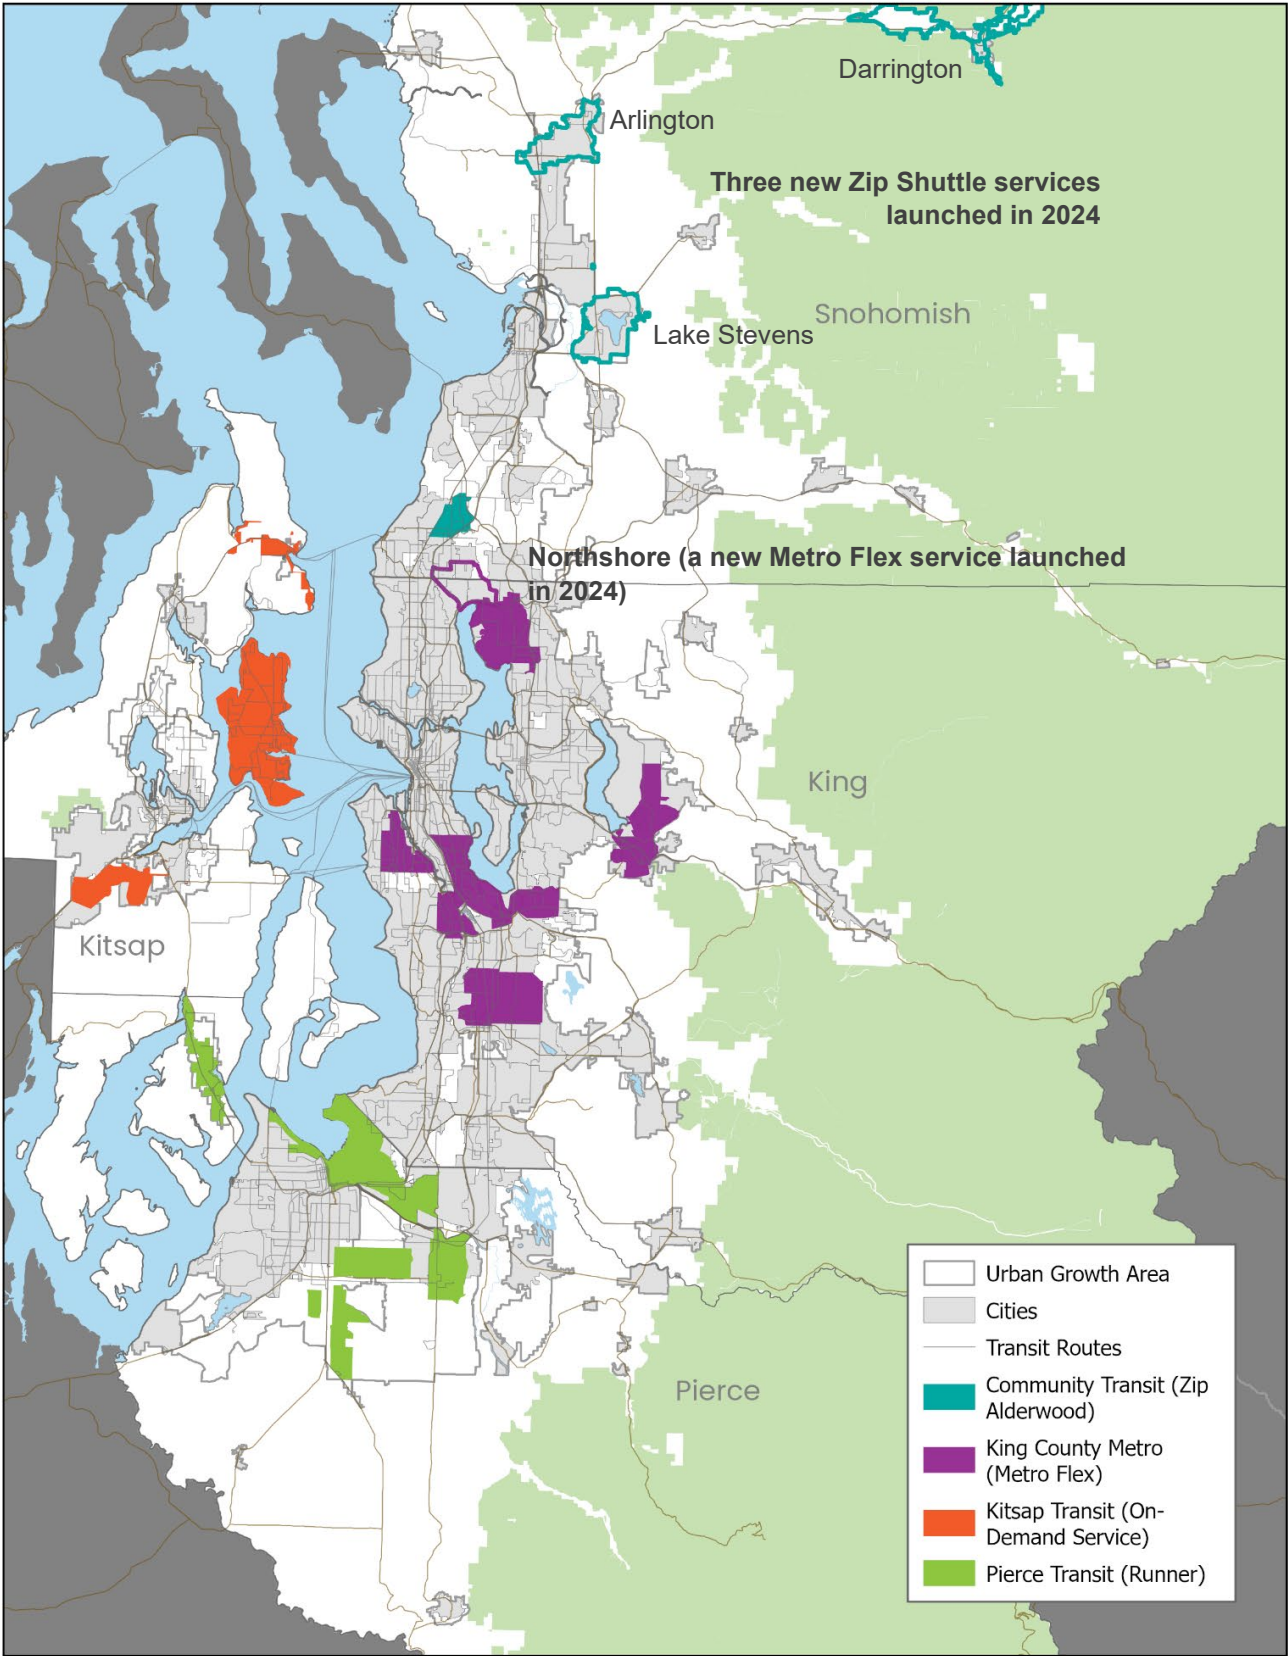 Darrington
Arlington
Three new Zip Shuttle services
launched in 2024
Snohomish
Lake Stevens
Northshore (a new Metro Flex service launched
in 2024)
King
Kitsap
Pierce
Urban Growth Area
Cities
Transit Routes
Community Transit (Zip
Alderwood)
King County Metro
(Metro Flex)
Kitsap Transit (On-
Demand Service)
Pierce Transit (Runner)